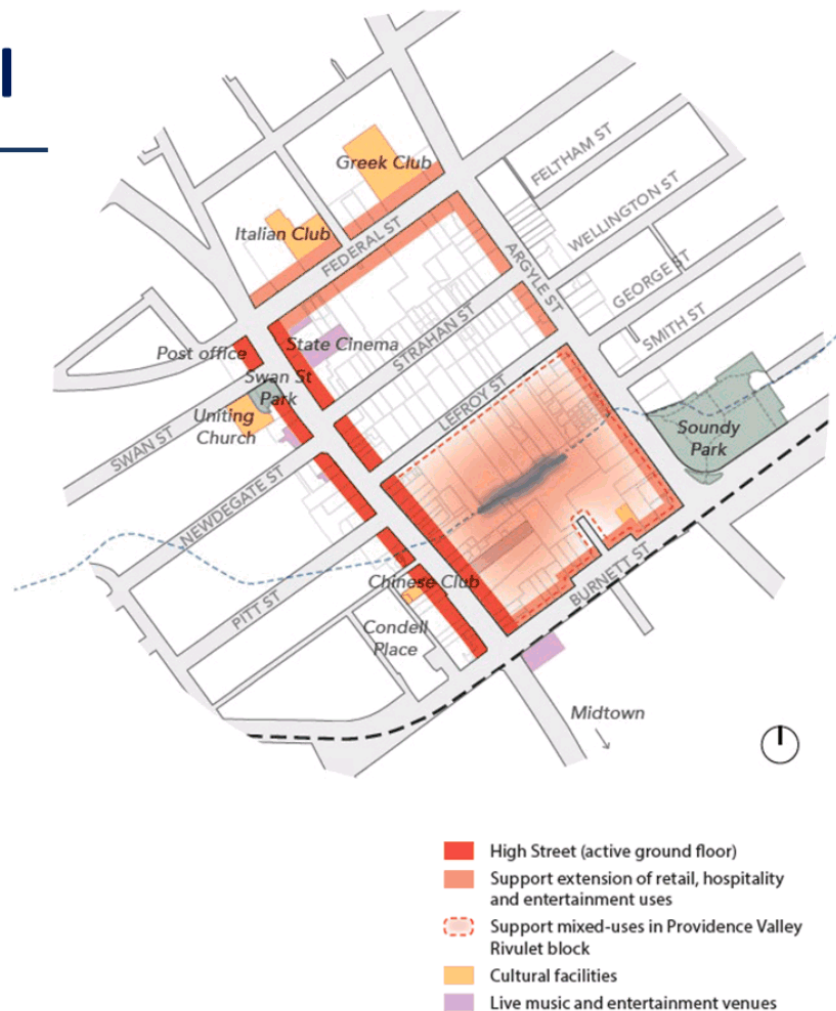 Greek Club
FELTHAM ST
Italian Club
WELLINGTON ST
FEDERAL ST
ARGYLE ST
GEORGE ST
State Cinema
STRAHAN ST
SMITH ST
Post office
Swan St
Park
LEFROY ST
Uniting
Church
Soundy
Park
SWAN ST
NEWDEGATE ST
Chinese Club
BURNETT ST
PITT ST
Condell
Place
Midtown
High Street (active ground floor)
Support extension of retail, hospitality
and entertainment uses
Support mixed-uses in Providence Valley
Rivulet block
Cultural facilities
Live music and entertainment venues